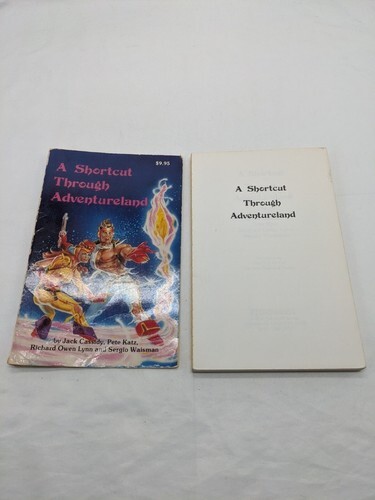 $9.95
A Shortcut
Through
Adventureland
by Jack Cassidy, Pete Katz,
Richard Owen Lynn and Sergio Waisman
A Shortcut
Through
Adventureland